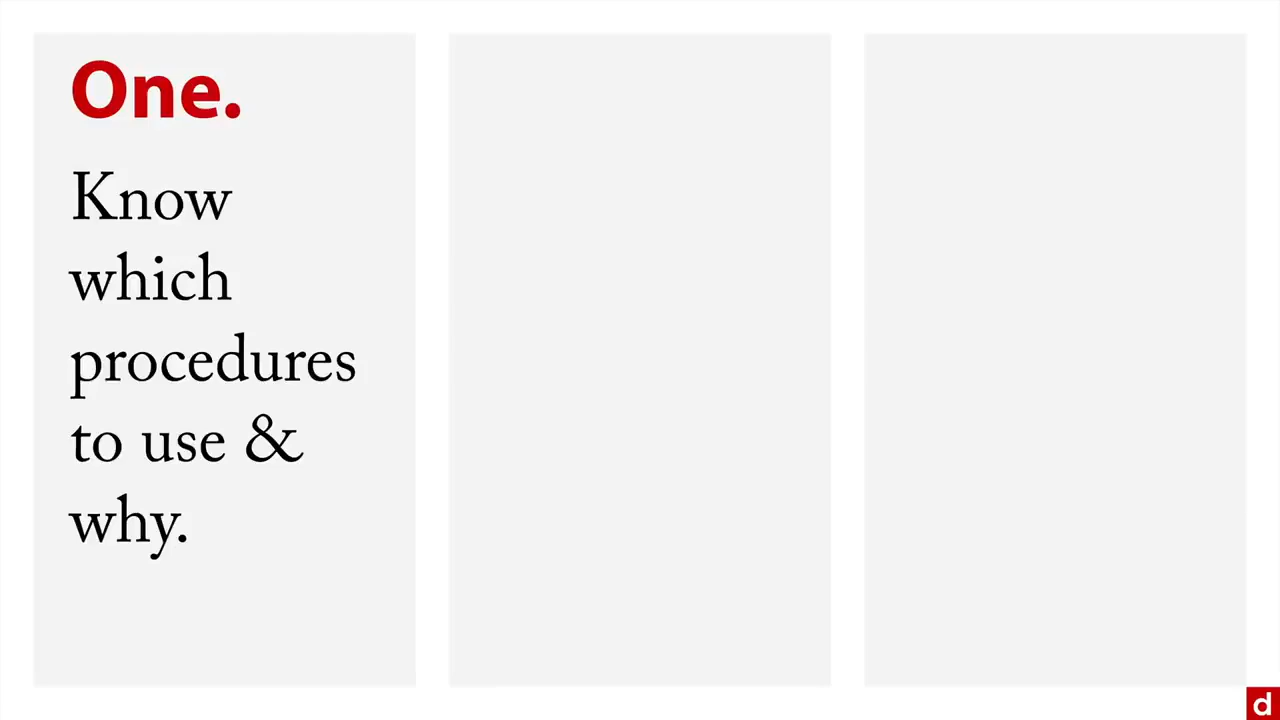 One.
Know
which
procedures
to use &
why.
d